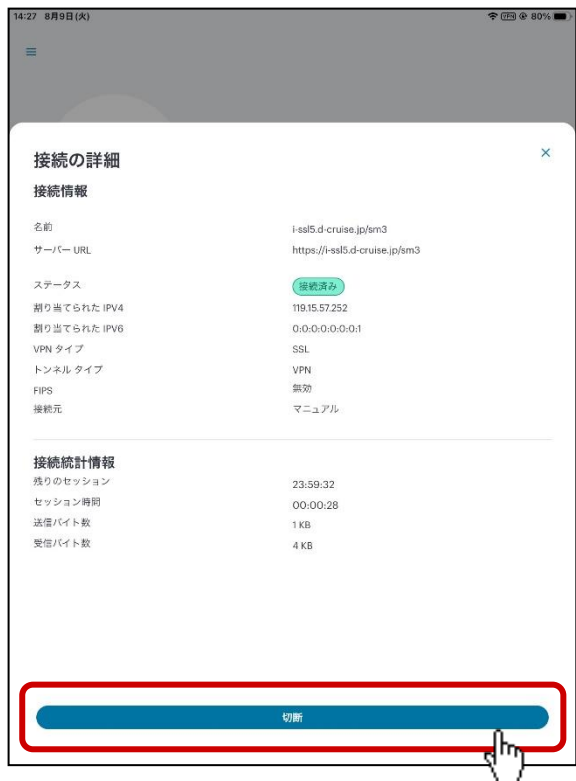 14:27 8月9日(火) VPN 80%
接続の詳細
接続情報
名前 i-ssl5.d-cruise.jp/sm3
サーバー URL https://i-ssl5.d-cruise.jp/sm3
ステータス 接続済み
割り当てられた IPV4 119.15.57.252
割り当てられた IPV6 0:0:0:0:0:0:0:1
VPN タイプ SSL
トンネル タイプ VPN
FIPS 無効
接続元 マニュアル
接続統計情報
残りのセッション 23:59:32
セッション時間 00:00:28
送信バイト数 1 KB
受信バイト数 4 KB
切断